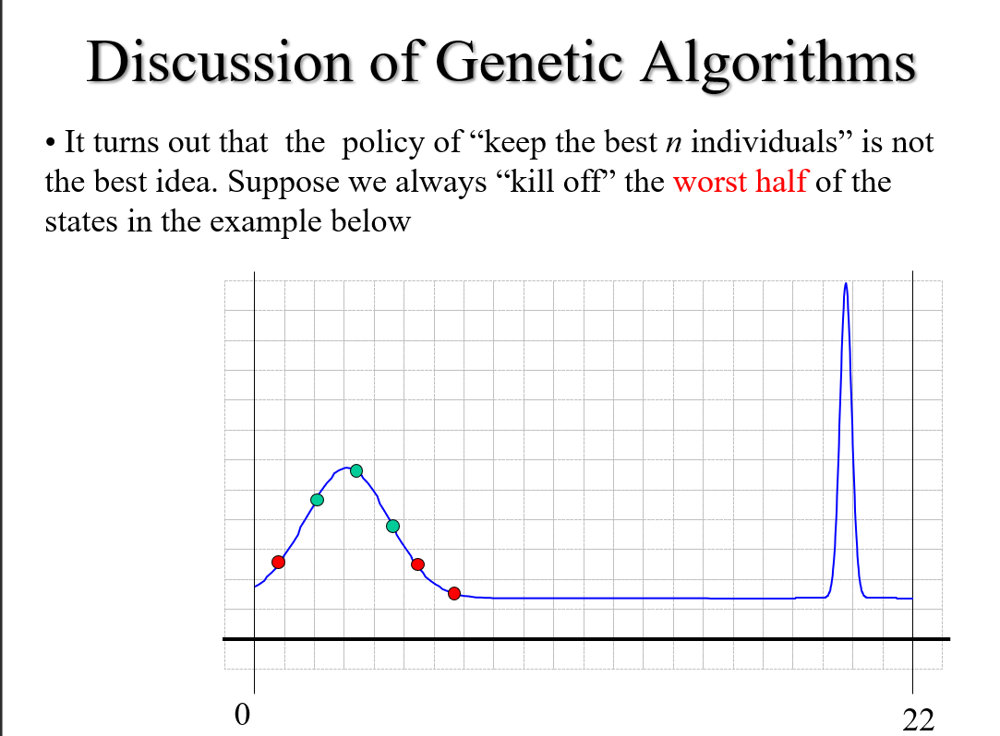 Discussion of Genetic Algorithms
• It turns out that the policy of “keep the best n individuals” is not
the best idea. Suppose we always “kill off” the worst half of the
states in the example below
0
22